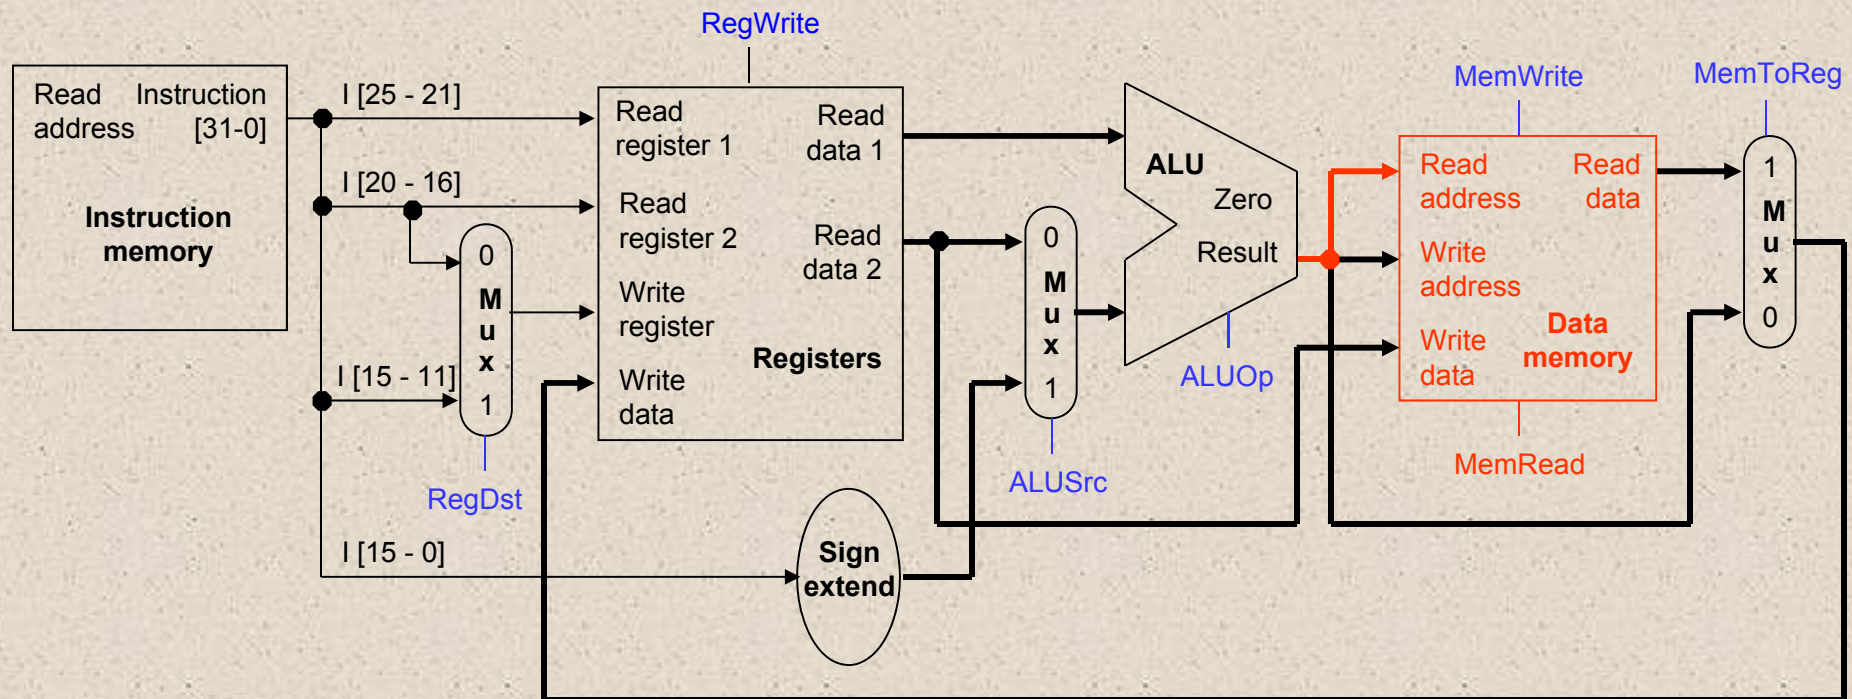 RegWrite
Read Instruction
address [31-0]
Instruction
memory
I [25 - 21]
I [20 - 16]
I [15 - 11]
I [15 - 0]
0
M
u
x
1
RegDst
Read
register 1
Read
register 2
Write
register
Write
data
Read
data 1
Read
data 2
Registers
Sign
extend
0
M
u
x
1
ALUSrc
ALU
Zero
Result
ALUOp
MemWrite
Read
address
Write
address
Write
data
Read
data
Data
memory
MemRead
MemToReg
1
M
u
x
0